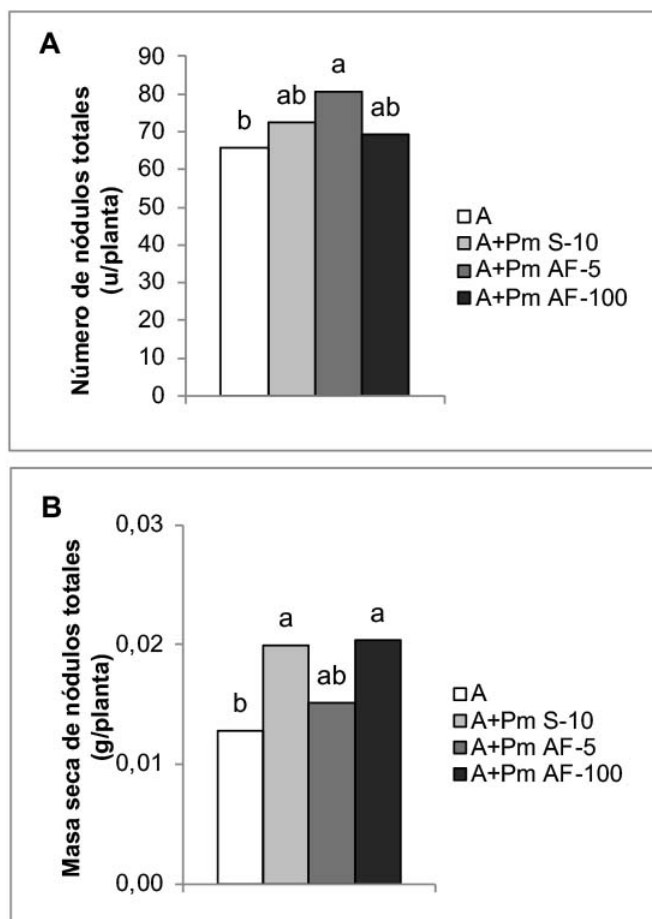 A
Número de nódulos totales
(u/planta)
90
80
70
60
50
40
30
20
10
0
b
ab
a
ab
A
A+Pm S-10
A+Pm AF-5
A+Pm AF-100
B
Masa seca de nódulos totales
(g/planta)
0,03
0,02
0,01
0,00
b
a
ab
a
A
A+Pm S-10
A+Pm AF-5
A+Pm AF-100